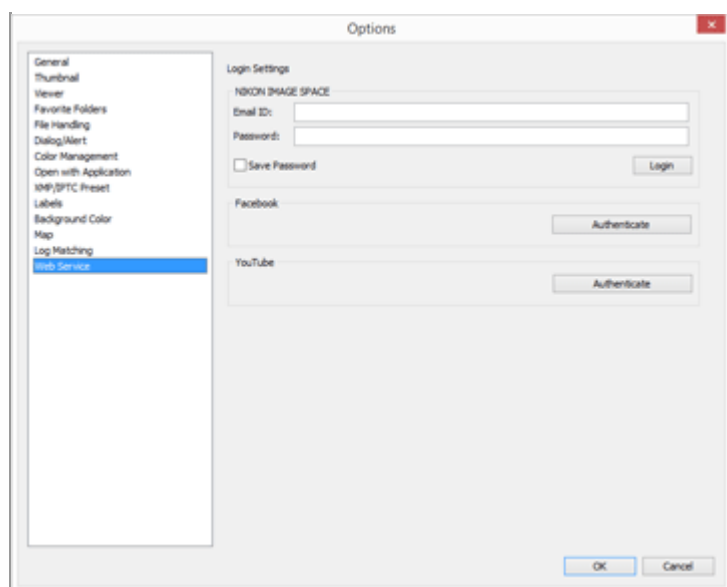 Options
General
Thumbnail
Viewer
Favorite Folders
File Handling
Dialog/Alert
Color Management
Open with Application
XMP/IPTC Preset
Labels
Background Color
Map
Log Matching
Web Service
Login Settings
NIKON IMAGE SPACE
Email ID:
Password:
Save Password
Login
Facebook
Authenticate
YouTube
Authenticate
OK
Cancel